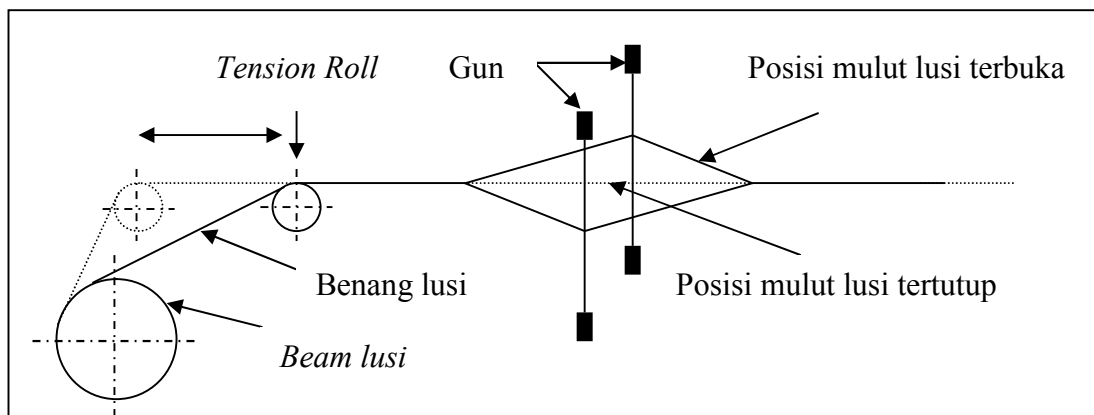 Tension Roll
Gun
Posisi mulut lusi terbuka
Benang lusi
Posisi mulut lusi tertutup
Beam lusi